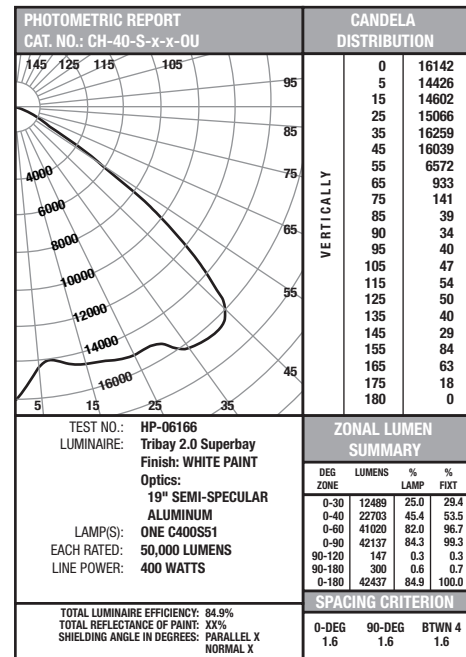 PHOTOMETRIC REPORT
CAT. NO.: CH-40-S-x-x-OU
145 125 115 105
95
85
75
65
55
45
4000
6000
8000
10000
12000
14000
16000
5 15 25 35
CANDELA
DISTRIBUTION
VERTICALLY
0 16142
5 14426
15 14602
25 15066
35 16259
45 16039
55 6572
65 933
75 141
85 39
90 34
95 40
105 47
115 54
125 50
135 40
145 29
155 84
165 63
175 18
180 0
TEST NO.: HP-06166
LUMINAIRE: Tribay 2.0 Superbay
Finish: WHITE PAINT
Optics:
19" SEMI-SPECULAR
ALUMINUM
LAMP(S): ONE C400S51
EACH RATED: 50,000 LUMENS
LINE POWER: 400 WATTS
TOTAL LUMINAIRE EFFICIENCY: 84.9%
TOTAL REFLECTANCE OF PAINT: XX%
SHIELDING ANGLE IN DEGREES: PARALLEL X
NORMAL X
ZONAL LUMEN
SUMMARY
DEG LUMENS % %
ZONE LAMP FIXT
0-30 12489 25.0 29.4
0-40 22703 45.4 53.5
0-60 41020 82.0 96.7
0-90 42137 84.3 99.3
90-120 147 0.3 0.3
90-180 300 0.6 0.7
0-180 42437 84.9 100.0
SPACING CRITERION
0-DEG 90-DEG BTWN 4
1.6 1.6 1.6